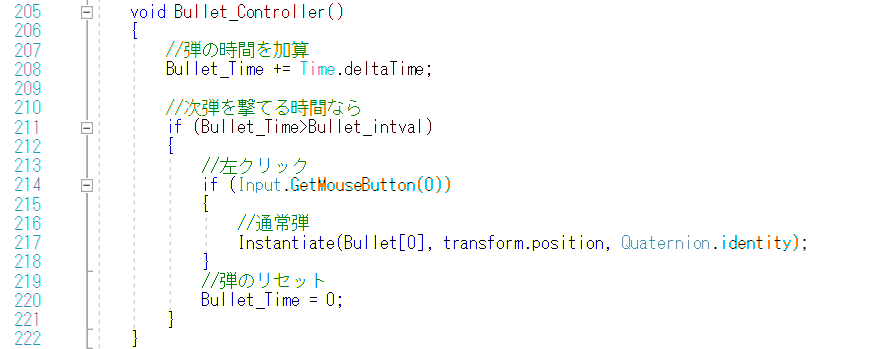 205 void Bullet_Controller()
206 {
207 //弾の時間を加算
208 Bullet_Time += Time.deltaTime;
209
210 //次弾を撃てる時間なら
211 if (Bullet_Time>Bullet_intval)
212 {
213 //左クリック
214 if (Input.GetMouseButton(0))
215 {
216 //通常弾
217 Instantiate(Bullet[0], transform.position, Quaternion.identity);
218 }
219 //弾のリセット
220 Bullet_Time = 0;
221 }
222 }